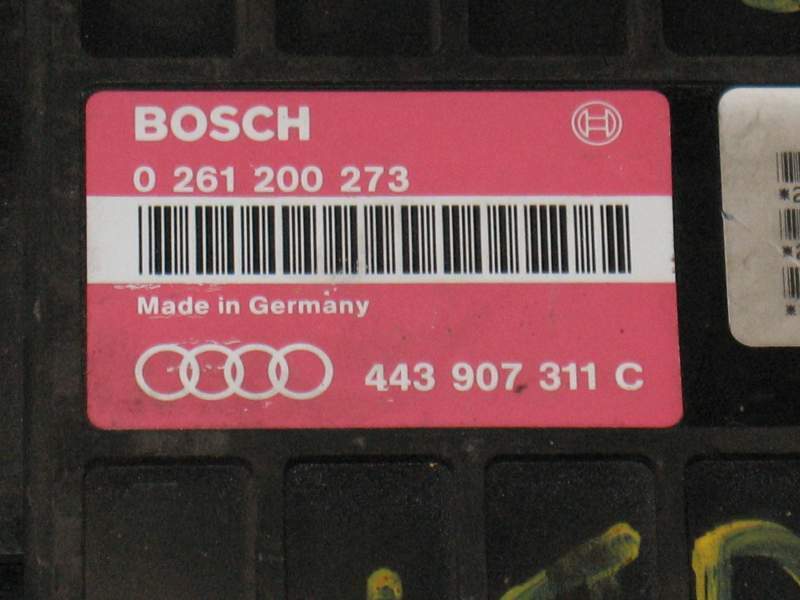 BOSCH
0 261 200 273
Made in Germany
443 907 311 C